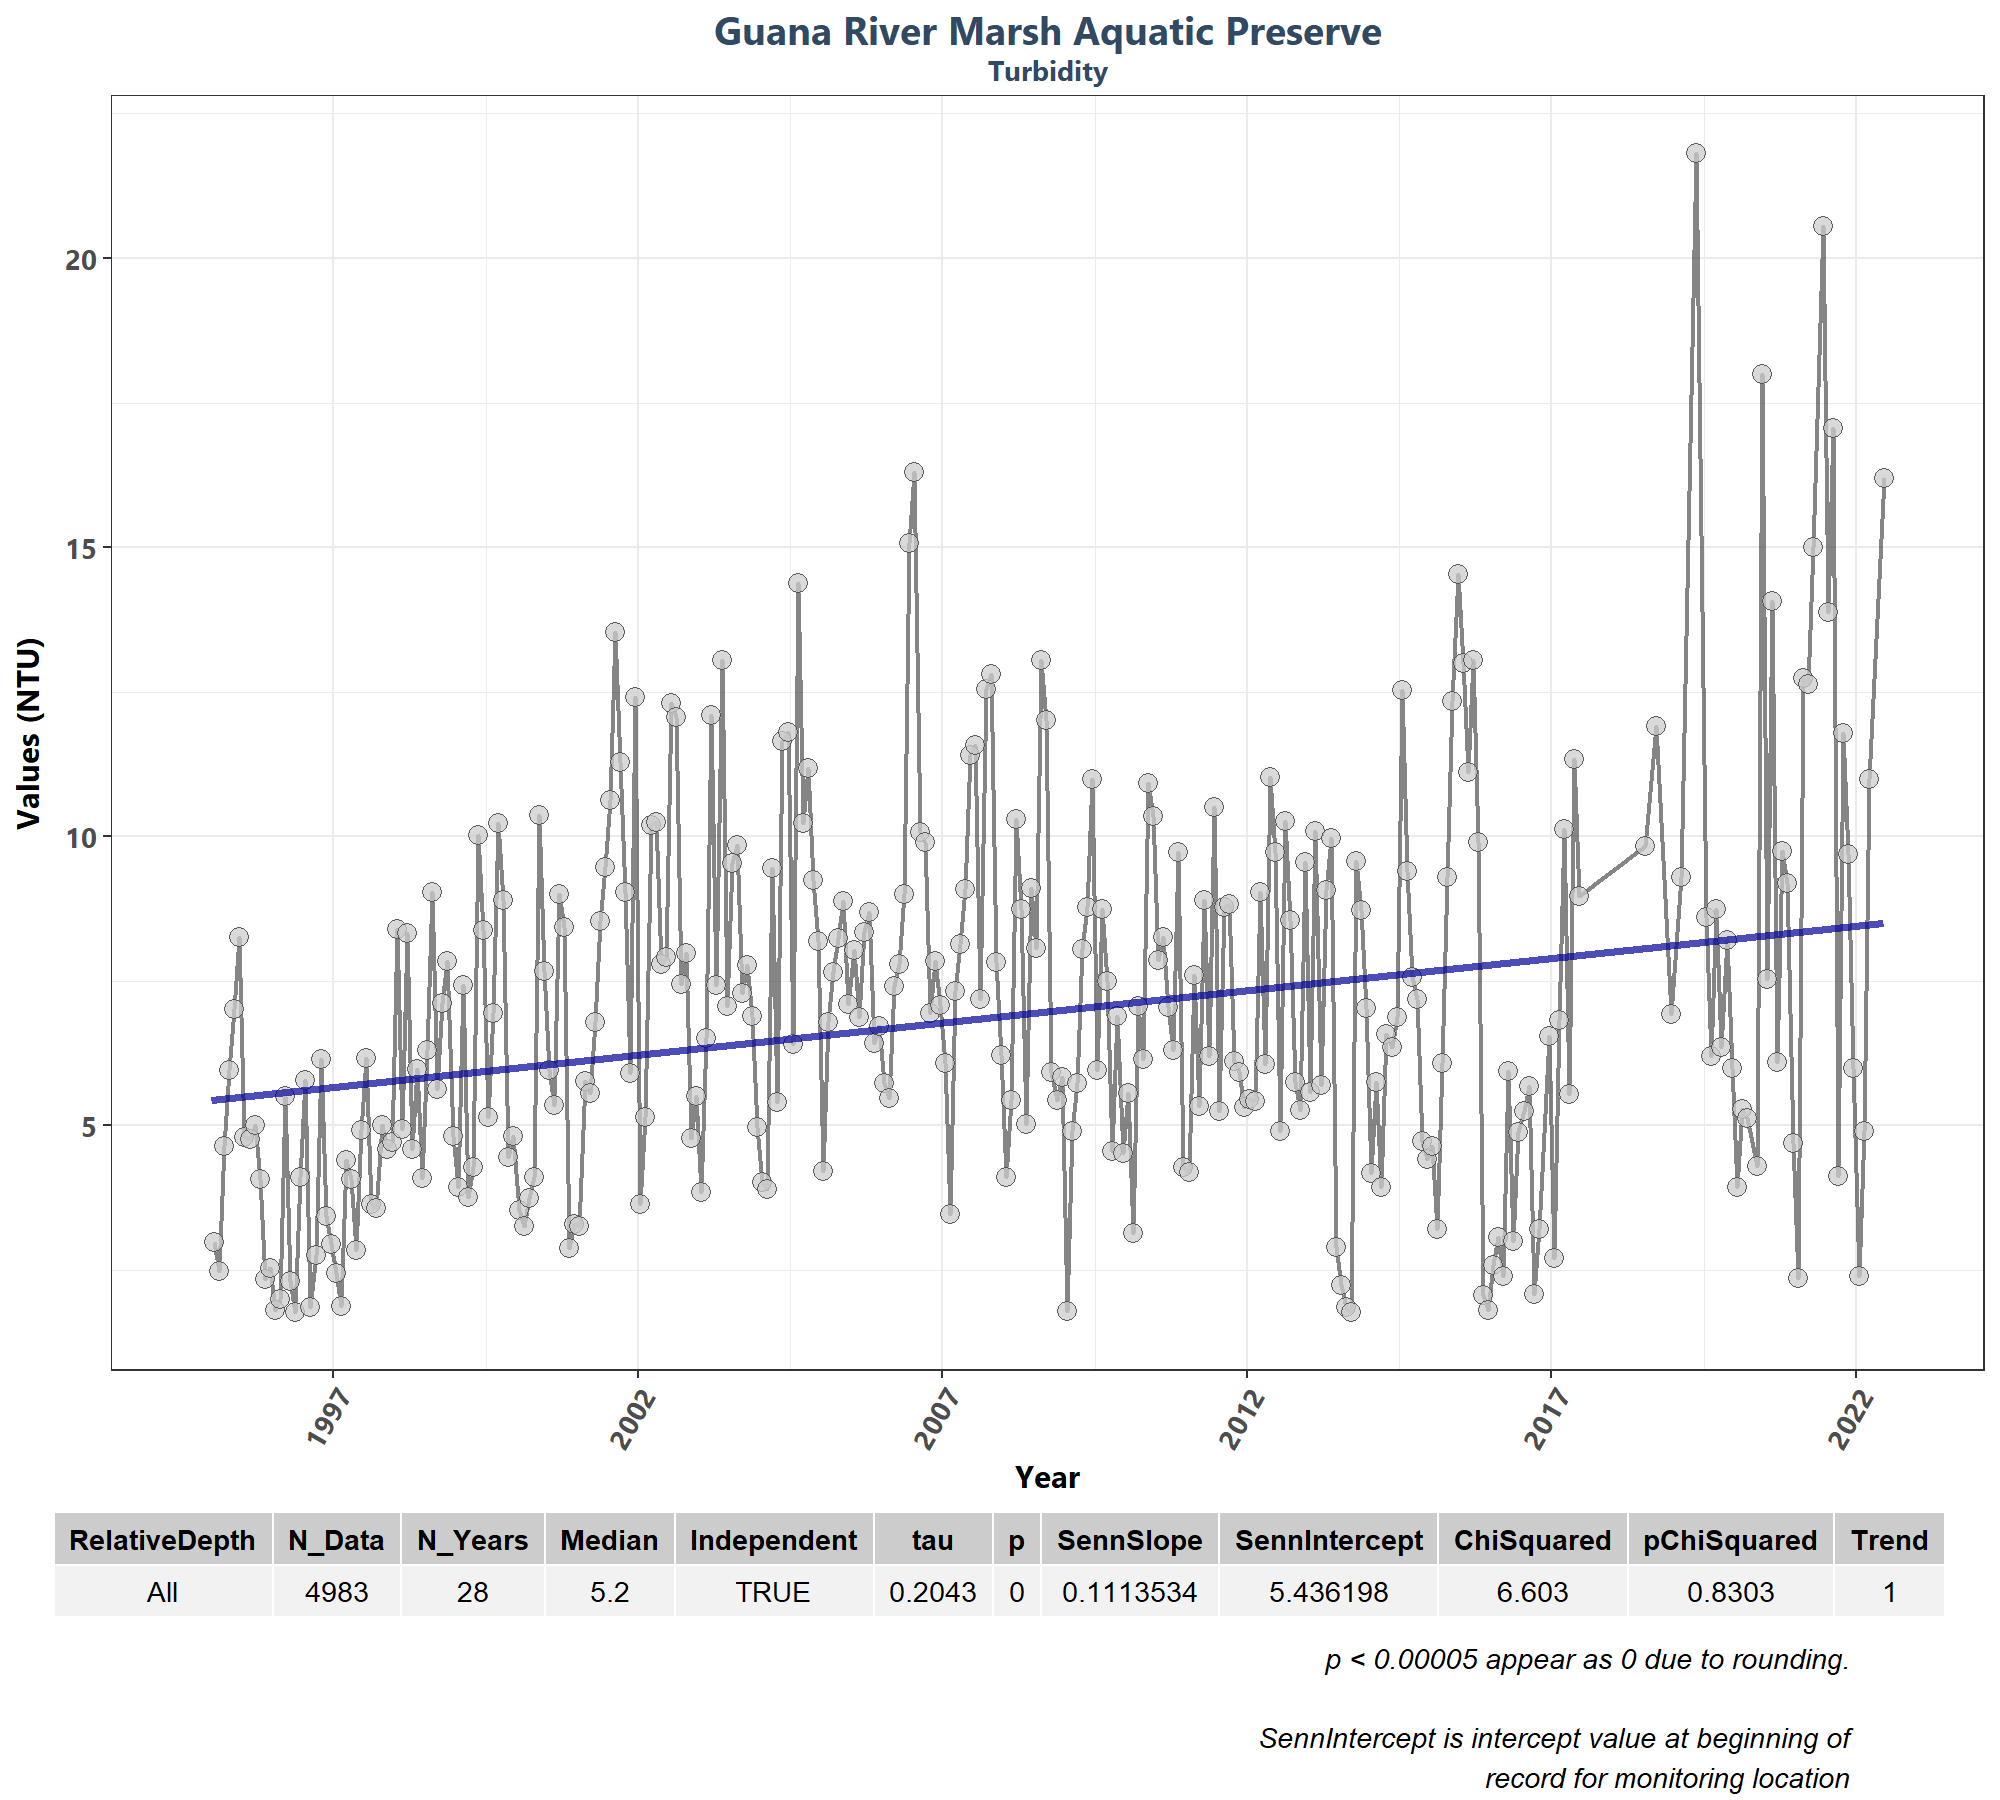 Guana River Marsh Aquatic Preserve
Turbidity
Values (NTU)
20
15
10
5
1997
2002
2007
2012
2017
2022
Year
RelativeDepth N_Data N_Years Median Independent tau p SennSlope SennIntercept ChiSquared pChiSquared Trend
All 4983 28 5.2 TRUE 0.2043 0 0.1113534 5.436198 6.603 0.8303 1
p < 0.00005 appear as 0 due to rounding.
SennIntercept is intercept value at beginning of
record for monitoring location